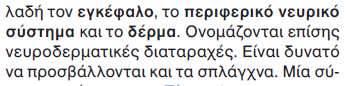 λαδή τον εγκέφαλο, το περιφερικό νευρικό
σύστημα και το δέρμα. Ονομάζονται επίσης
νευροδερματικές διαταραχές. Είναι δυνατό
να προσβάλλονται και τα σπλάγχνα. Μία σύ-